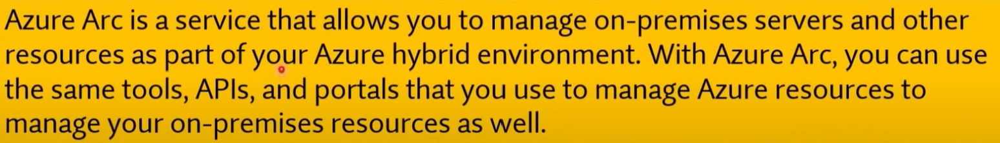 Azure Arc is a service that allows you to manage on-premises servers and other
resources as part of your Azure hybrid environment. With Azure Arc, you can use
the same tools, APIs, and portals that you use to manage Azure resources to
manage your on-premises resources as well.